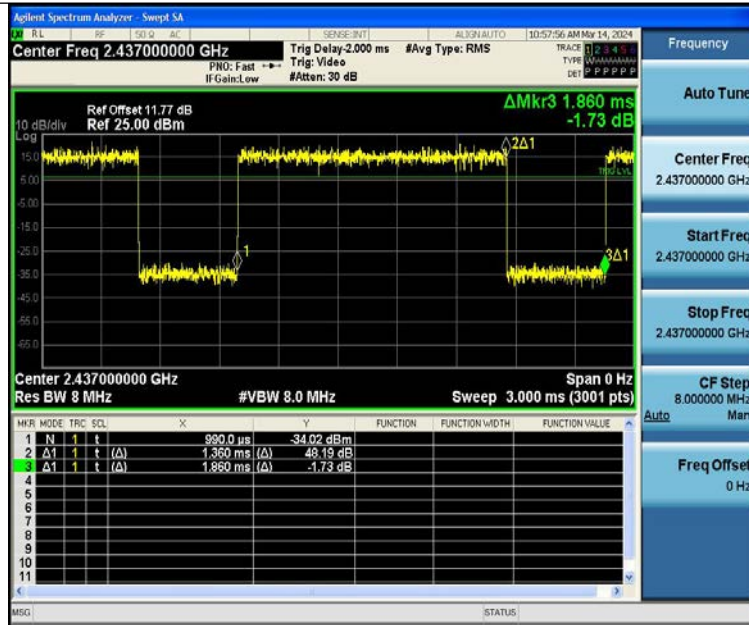 Agilent Spectrum Analyzer - Swept SA
RL RF 50 Ω AC SENSE:INT ALIGNAUTO 10:57:56 AM Mar 14, 2024
Center Freq 2.437000000 GHz
Trig Delay-2.000 ms #Avg Type: RMS
TRACE 1 2 3 4 5 6
PNO: Fast Trig: Video
TYPE
IFGain:Low #Atten: 30 dB
DET P P P P P P
Frequency
ΔMkr3 1.860 ms
-1.73 dB
Ref Offset 11.77 dB
10 dB/div Ref 25.00 dBm
Log
15.0
5.00
-5.00
-15.0
-25.0
-35.0
-45.0
-55.0
-65.0
2Δ1
TRIG LVL
1
3Δ1
Center 2.437000000 GHz Span 0 Hz
Res BW 8 MHz #VBW 8.0 MHz Sweep 3.000 ms (3001 pts)
MKR MODE TRC SCL X Y FUNCTION FUNCTION WIDTH FUNCTION VALUE
1 N 1 t 990.0 µs -34.02 dBm
2 Δ1 1 t (Δ) 1.360 ms (Δ) 48.19 dB
3 Δ1 1 t (Δ) 1.860 ms (Δ) -1.73 dB
4
5
6
7
8
9
10
11
MSG STATUS
Auto Tune
Center Freq
2.437000000 GHz
Start Freq
2.437000000 GHz
Stop Freq
2.437000000 GHz
CF Step
8.000000 MHz
Auto Man
Freq Offset
0 Hz